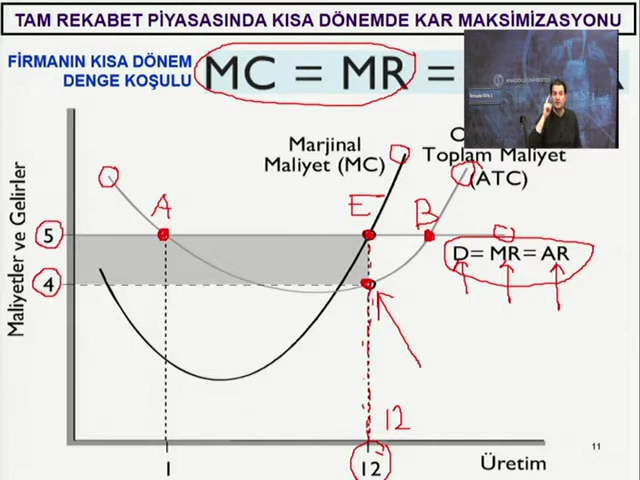 TAM REKABET PİYASASINDA KISA DÖNEMDE KAR MAKSİMİZASYONU
FİRMANIN KISA DÖNEM
DENGE KOŞULU
MC = MR =
Marjinal
Maliyet (MC)
Toplam Maliyet
(ATC)
Maliyetler ve Gelirler
A
E
B
5
D= MR= AR
4
12
1
12
Üretim
11